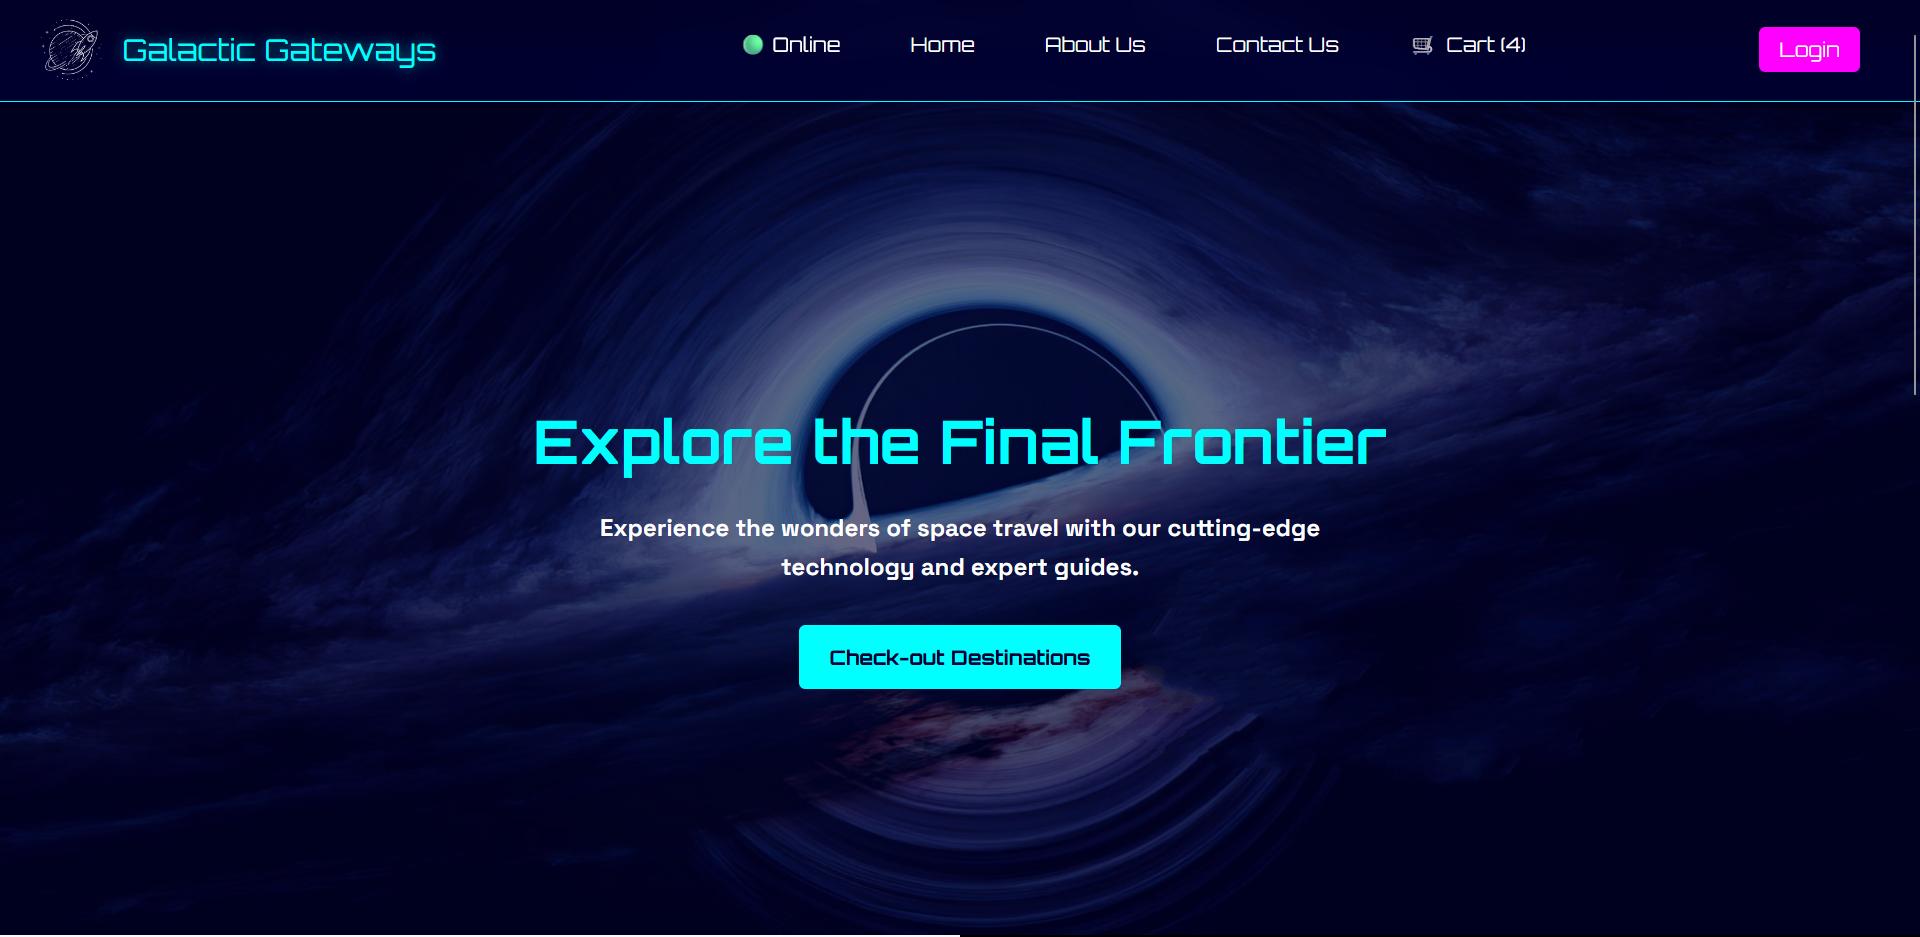 Galactic Gateways
Online
Home
About Us
Contact Us
Cart (4)
Login
Explore the Final Frontier
Experience the wonders of space travel with our cutting-edge
technology and expert guides.
Check-out Destinations